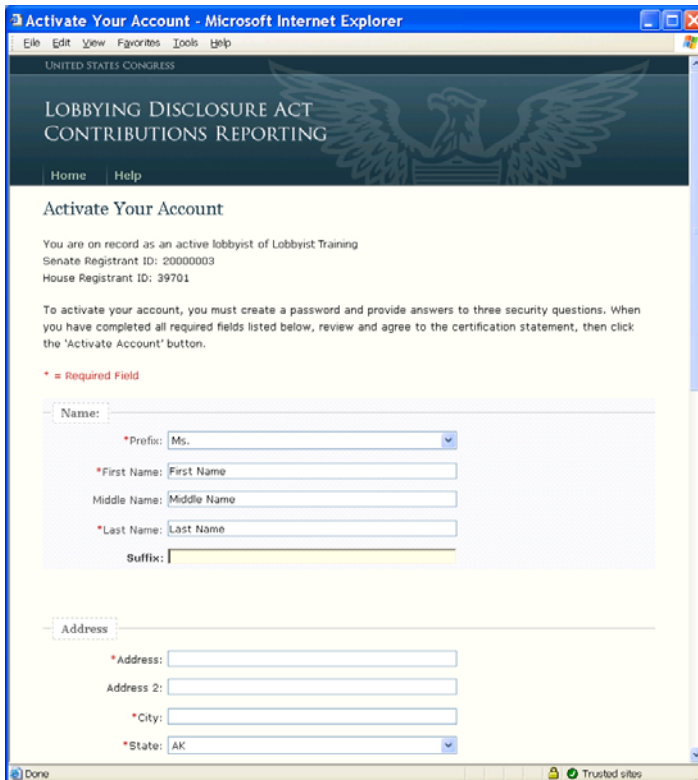 Activate Your Account - Microsoft Internet Explorer
File Edit View Favorites Tools Help
UNITED STATES CONGRESS
LOBBYING DISCLOSURE ACT
CONTRIBUTIONS REPORTING
Home Help
Activate Your Account
You are on record as an active lobbyist of Lobbyist Training
Senate Registrant ID: 20000003
House Registrant ID: 39701
To activate your account, you must create a password and provide answers to three security questions. When
you have completed all required fields listed below, review and agree to the certification statement, then click
the 'Activate Account' button.
* = Required Field
Name:
*Prefix: Ms.
*First Name: First Name
Middle Name: Middle Name
*Last Name: Last Name
Suffix:
Address
*Address:
Address 2:
*City:
*State: AK
Done Trusted sites